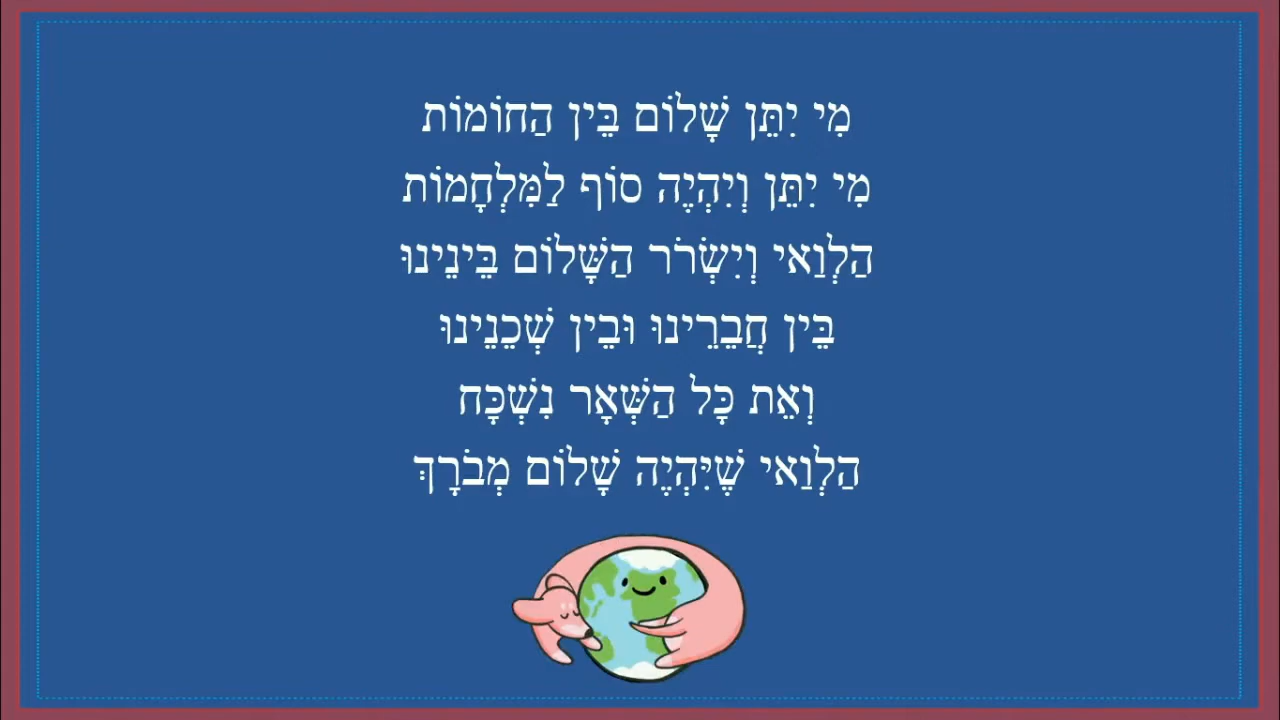 מִי יִתֵּן שָׁלוֹם בֵּין הַחוֹמוֹת
מִי יִתֵּן וְיִהְיֶה סוֹף לַמִּלְחָמוֹת
הַלְוַאי וְיִשְׂרֹר הַשָּׁלוֹם בֵּינֵינוּ
בֵּין חֲבֵרֵינוּ וּבֵין שְׁכֵנֵינוּ
וְאֵת כָּל הַשְּׁאָר נִשְׁכָּח
הַלְוַאי שֶׁיִּהְיֶה שָׁלוֹם מְבֹרָךְ